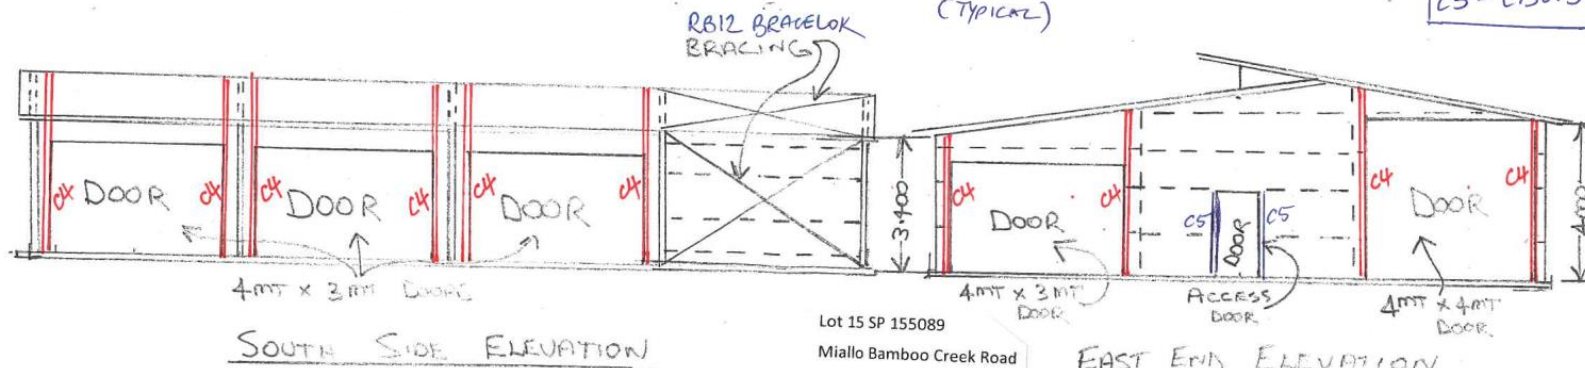 RB12 BRACELOK
BRACING
(TYPICAL)
C4 DOOR C4
C4 DOOR C4
C4 DOOR C4
4MT x 3MT DOORS
SOUTH SIDE ELEVATION
3.400
C4 DOOR C4
4MT x 3MT
DOOR
C5 DOOR C5
ACCESS
DOOR
C4 DOOR C4
4MT x 4MT
DOOR
Lot 15 SP 155089
Miallo Bamboo Creek Road
EAST END ELEVATION